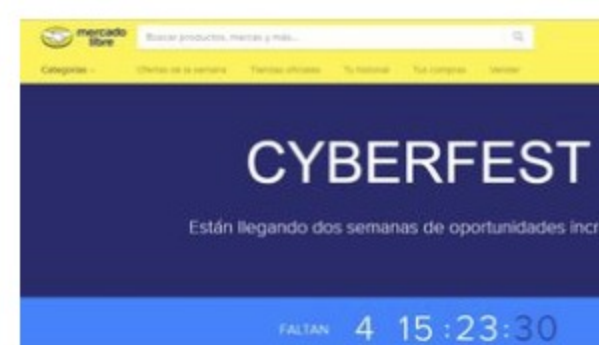 mercado
libre
Buscar productos, marcas y más...
Categorías
Ofertas de la semana Tiendas oficiales Tu historial Tus compras Vender
CYBERFEST
Están llegando dos semanas de oportunidades incr
FALTAN 4 15:23:30